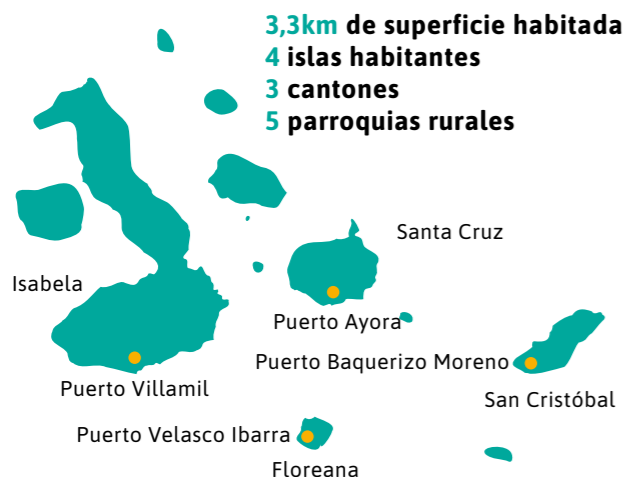 3,3km de superficie habitada
4 islas habitantes
3 cantones
5 parroquias rurales
Santa Cruz
Isabela
Puerto Ayora
Puerto Baquerizo Moreno
Puerto Villamil
San Cristóbal
Puerto Velasco Ibarra
Floreana